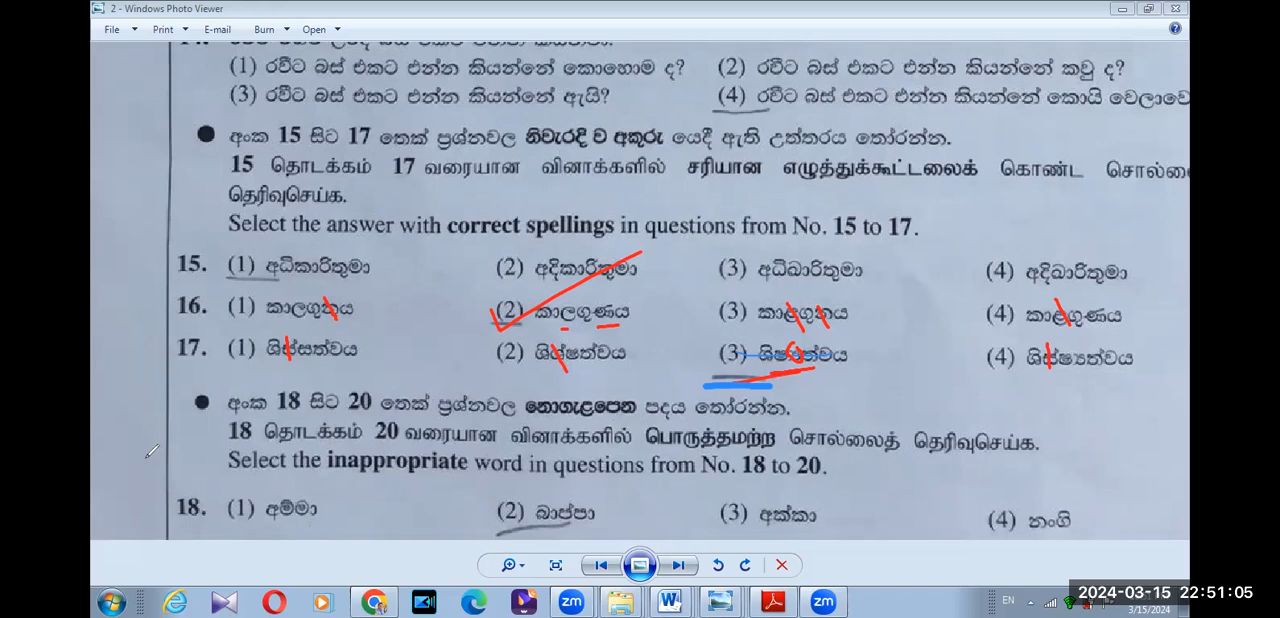 2 - Windows Photo Viewer
File Print E-mail Burn Open
(1) රවීට බස් එකට එන්න කියන්නේ කොහොම ද? (2) රවීට බස් එකට එන්න කියන්නේ කවු ද?
(3) රවීට බස් එකට එන්න කියන්නේ ඇයි? (4) රවීට බස් එකට එන්න කියන්නේ කොයි වෙලාවෙ
● අංක 15 සිට 17 තෙක් ප්‍රශ්නවල නිවැරදි ව අකුරු යෙදී ඇති උත්තරය තෝරන්න.
15 தொடக்கம் 17 வரையான வினாக்களில் சரியான எழுத்துக்கூட்டலைக் கொண்ட சொல்லை
தெரிவுசெய்க.
Select the answer with correct spellings in questions from No. 15 to 17.
15. (1) අධිකාරිතුමා (2) අදිකාරිතුමා (3) අධිඛාරිතුමා (4) අදිඛාරිතුමා
16. (1) කාලගුනය (2) කාලගුණය (3) කාළගුනය (4) කාළගුණය
17. (1) ශිස්සත්වය (2) ශිශ්ෂත්වය (3) (4) ශිස්ෂ්‍යත්වය
● අංක 18 සිට 20 තෙක් ප්‍රශ්නවල නොගැළපෙන පදය තෝරන්න.
18 தொடக்கம் 20 வரையான வினாக்களில் பொருத்தமற்ற சொல்லைத் தெரிவுசெய்க.
Select the inappropriate word in questions from No. 18 to 20.
18. (1) අම්මා (2) බාප්පා (3) අක්කා (4) නංගි
EN
2024-03-15 22:51:05
3/15/2024